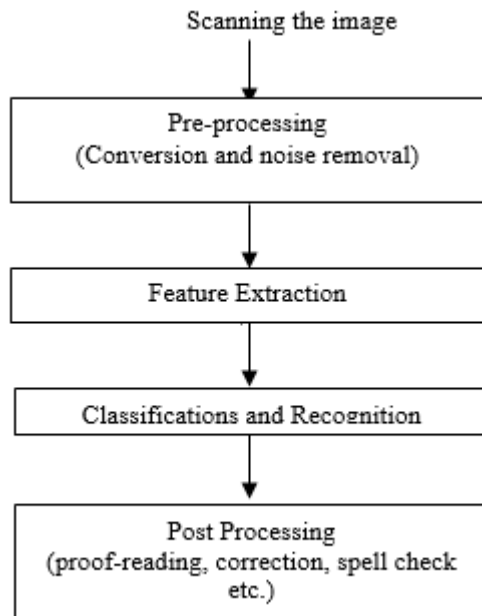 Scanning the image
Pre-processing
(Conversion and noise removal)
Feature Extraction
Classifications and Recognition
Post Processing
(proof-reading, correction, spell check
etc.)